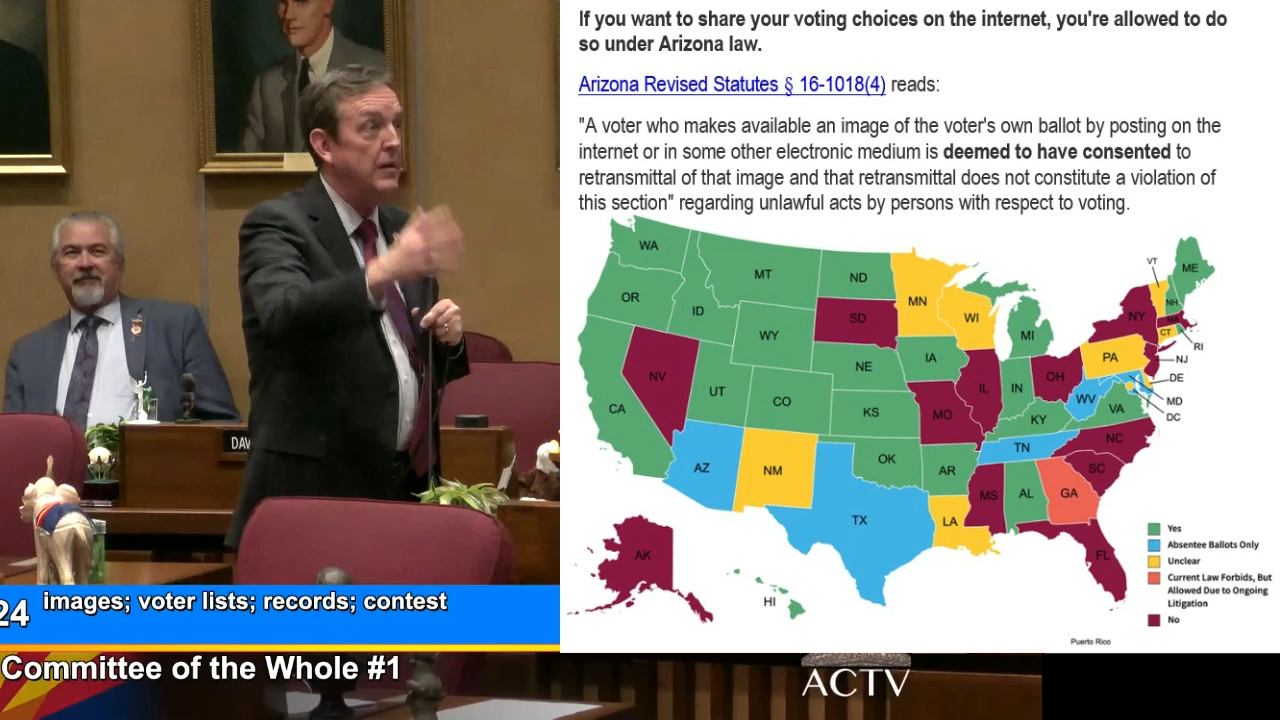 If you want to share your voting choices on the internet, you're allowed to do
so under Arizona law.
Arizona Revised Statutes § 16-1018(4) reads:
"A voter who makes available an image of the voter's own ballot by posting on the
internet or in some other electronic medium is deemed to have consented to
retransmittal of that image and that retransmittal does not constitute a violation of
this section" regarding unlawful acts by persons with respect to voting.
WA
MT
ND
MN
VT
ME
OR
ID
WY
SD
WI
MI
NY
NH
MA
CT
RI
NV
UT
CO
NE
IA
IL
IN
OH
PA
NJ
DE
MD
DC
CA
KS
MO
KY
WV
VA
AZ
NM
OK
AR
TN
NC
SC
TX
LA
MS
AL
GA
FL
AK
HI
Puerto Rico
Yes
Absentee Ballots Only
Unclear
Current Law Forbids, But
Allowed Due to Ongoing
Litigation
No
DAV
24 images; voter lists; records; contest
Committee of the Whole #1
ACTV